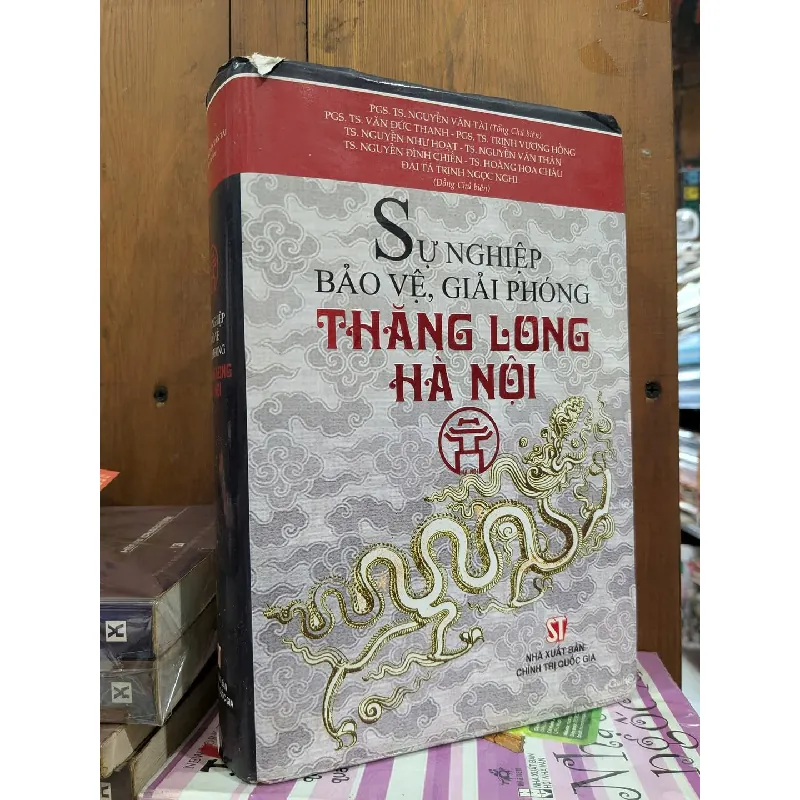 PGS. TS. NGUYỄN VĂN TÀI (Tổng Chủ biên)
PGS. TS. VĂN ĐỨC THANH - PGS, TS. TRỊNH VƯƠNG HỒNG
TS. NGUYỄN NHƯ HOẠT - TS. NGUYỄN VĂN THÂN
TS. NGUYỄN ĐÌNH CHIẾN - TS. HOÀNG HOA CHÂU
ĐẠI TÁ TRỊNH NGỌC NGHI
(Đồng Chủ biên)
SỰ NGHIỆP
BẢO VỆ, GIẢI PHÓNG
THĂNG LONG
HÀ NỘI
ST
NHÀ XUẤT BẢN
CHÍNH TRỊ QUỐC GIA